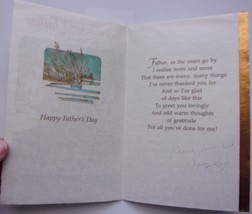 Happy Father's Day
Father, as the years go by
I realize more and more
That there are many, many things
I've never thanked you for
And so I'm glad
of days like this
To greet you lovingly
And add warm thoughts
of gratitude
For all you've done for me!